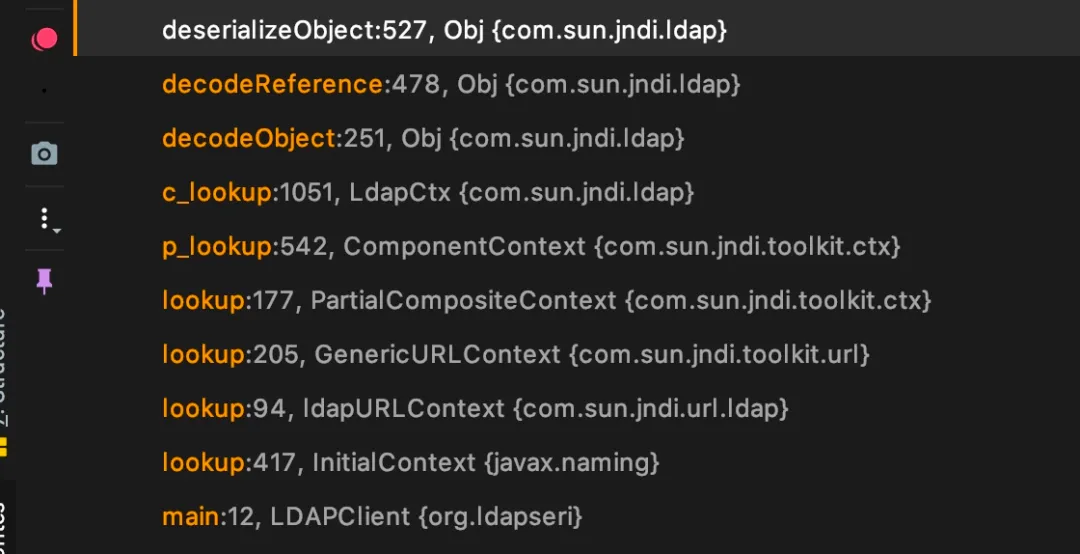 deserializeObject:527, Obj {com.sun.jndi.ldap}
decodeReference:478, Obj {com.sun.jndi.ldap}
decodeObject:251, Obj {com.sun.jndi.ldap}
c_lookup:1051, LdapCtx {com.sun.jndi.ldap}
p_lookup:542, ComponentContext {com.sun.jndi.toolkit.ctx}
lookup:177, PartialCompositeContext {com.sun.jndi.toolkit.ctx}
lookup:205, GenericURLContext {com.sun.jndi.toolkit.url}
lookup:94, ldapURLContext {com.sun.jndi.url.ldap}
lookup:417, InitialContext {javax.naming}
main:12, LDAPClient {org.ldapseri}